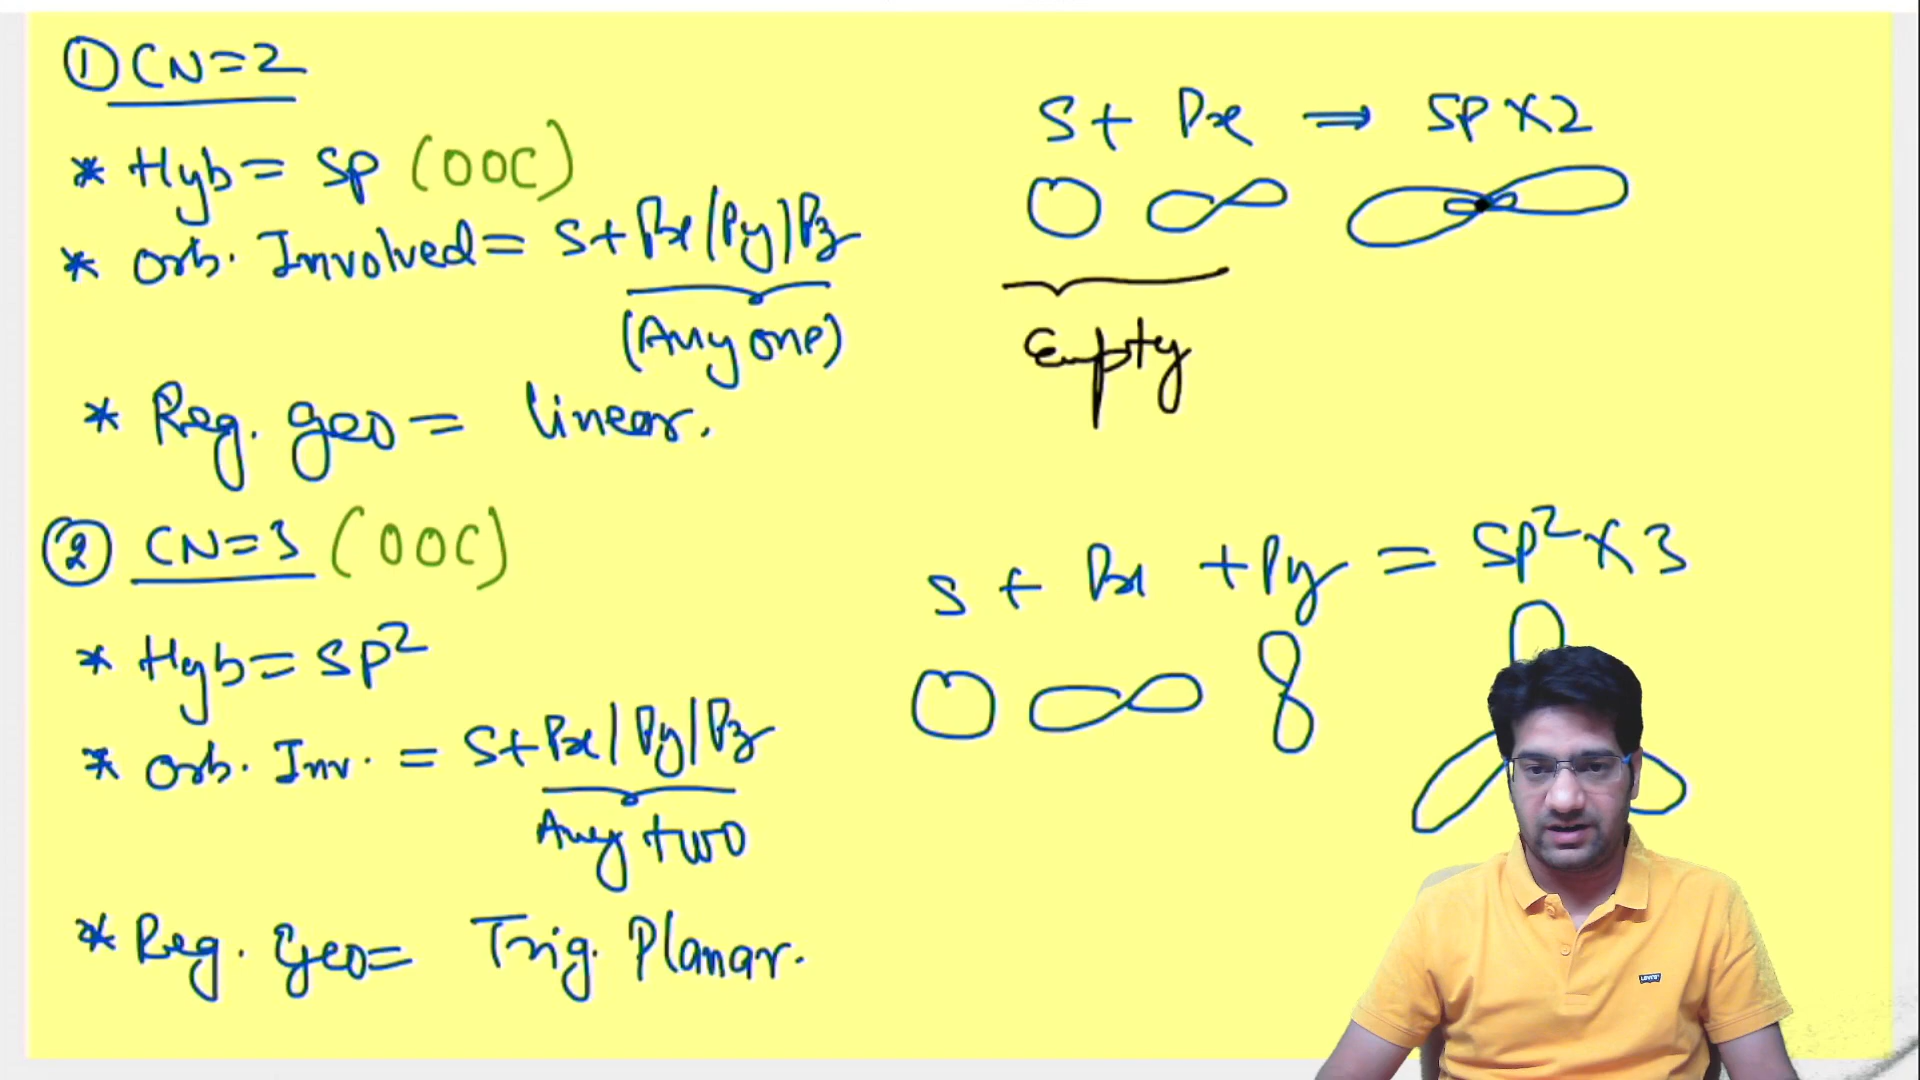 ① CN=2
* Hyb= sp (OOC)
* Orb. Involved= s+Px/Py/Pz
(Any one)
* Reg. geo= linear.
s+ Px ⇒ sp×2
Empty
② CN=3 (OOC)
* Hyb= sp²
* Orb. Inv. = s+Px/Py/Pz
Any two
* Reg. Geo= Trig. Planar.
s + Px +Py = sp²×3
Levi's